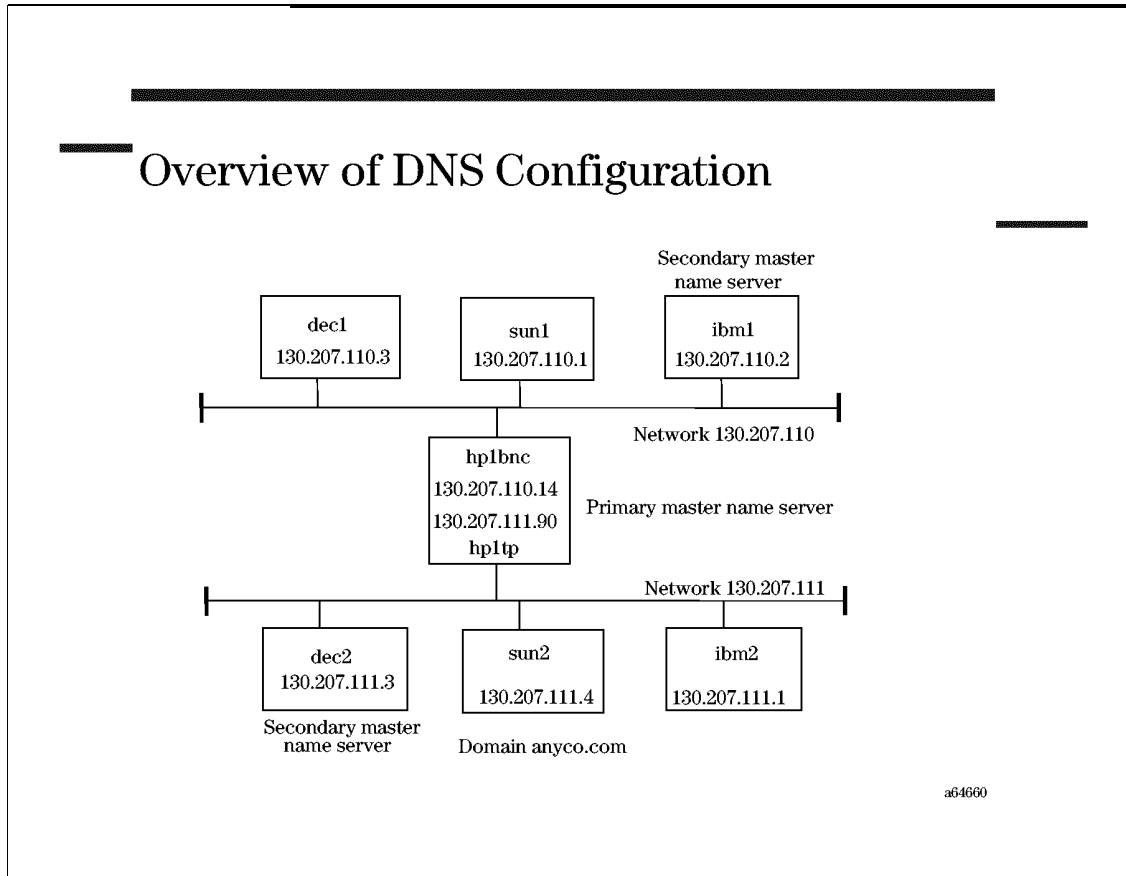 Overview of DNS Configuration
Secondary master
name server
dec1
130.207.110.3
sun1
130.207.110.1
ibm1
130.207.110.2
Network 130.207.110
hp1bnc
130.207.110.14
130.207.111.90
hp1tp
Primary master name server
Network 130.207.111
dec2
130.207.111.3
sun2
130.207.111.4
ibm2
130.207.111.1
Secondary master
name server
Domain anyco.com
a64660